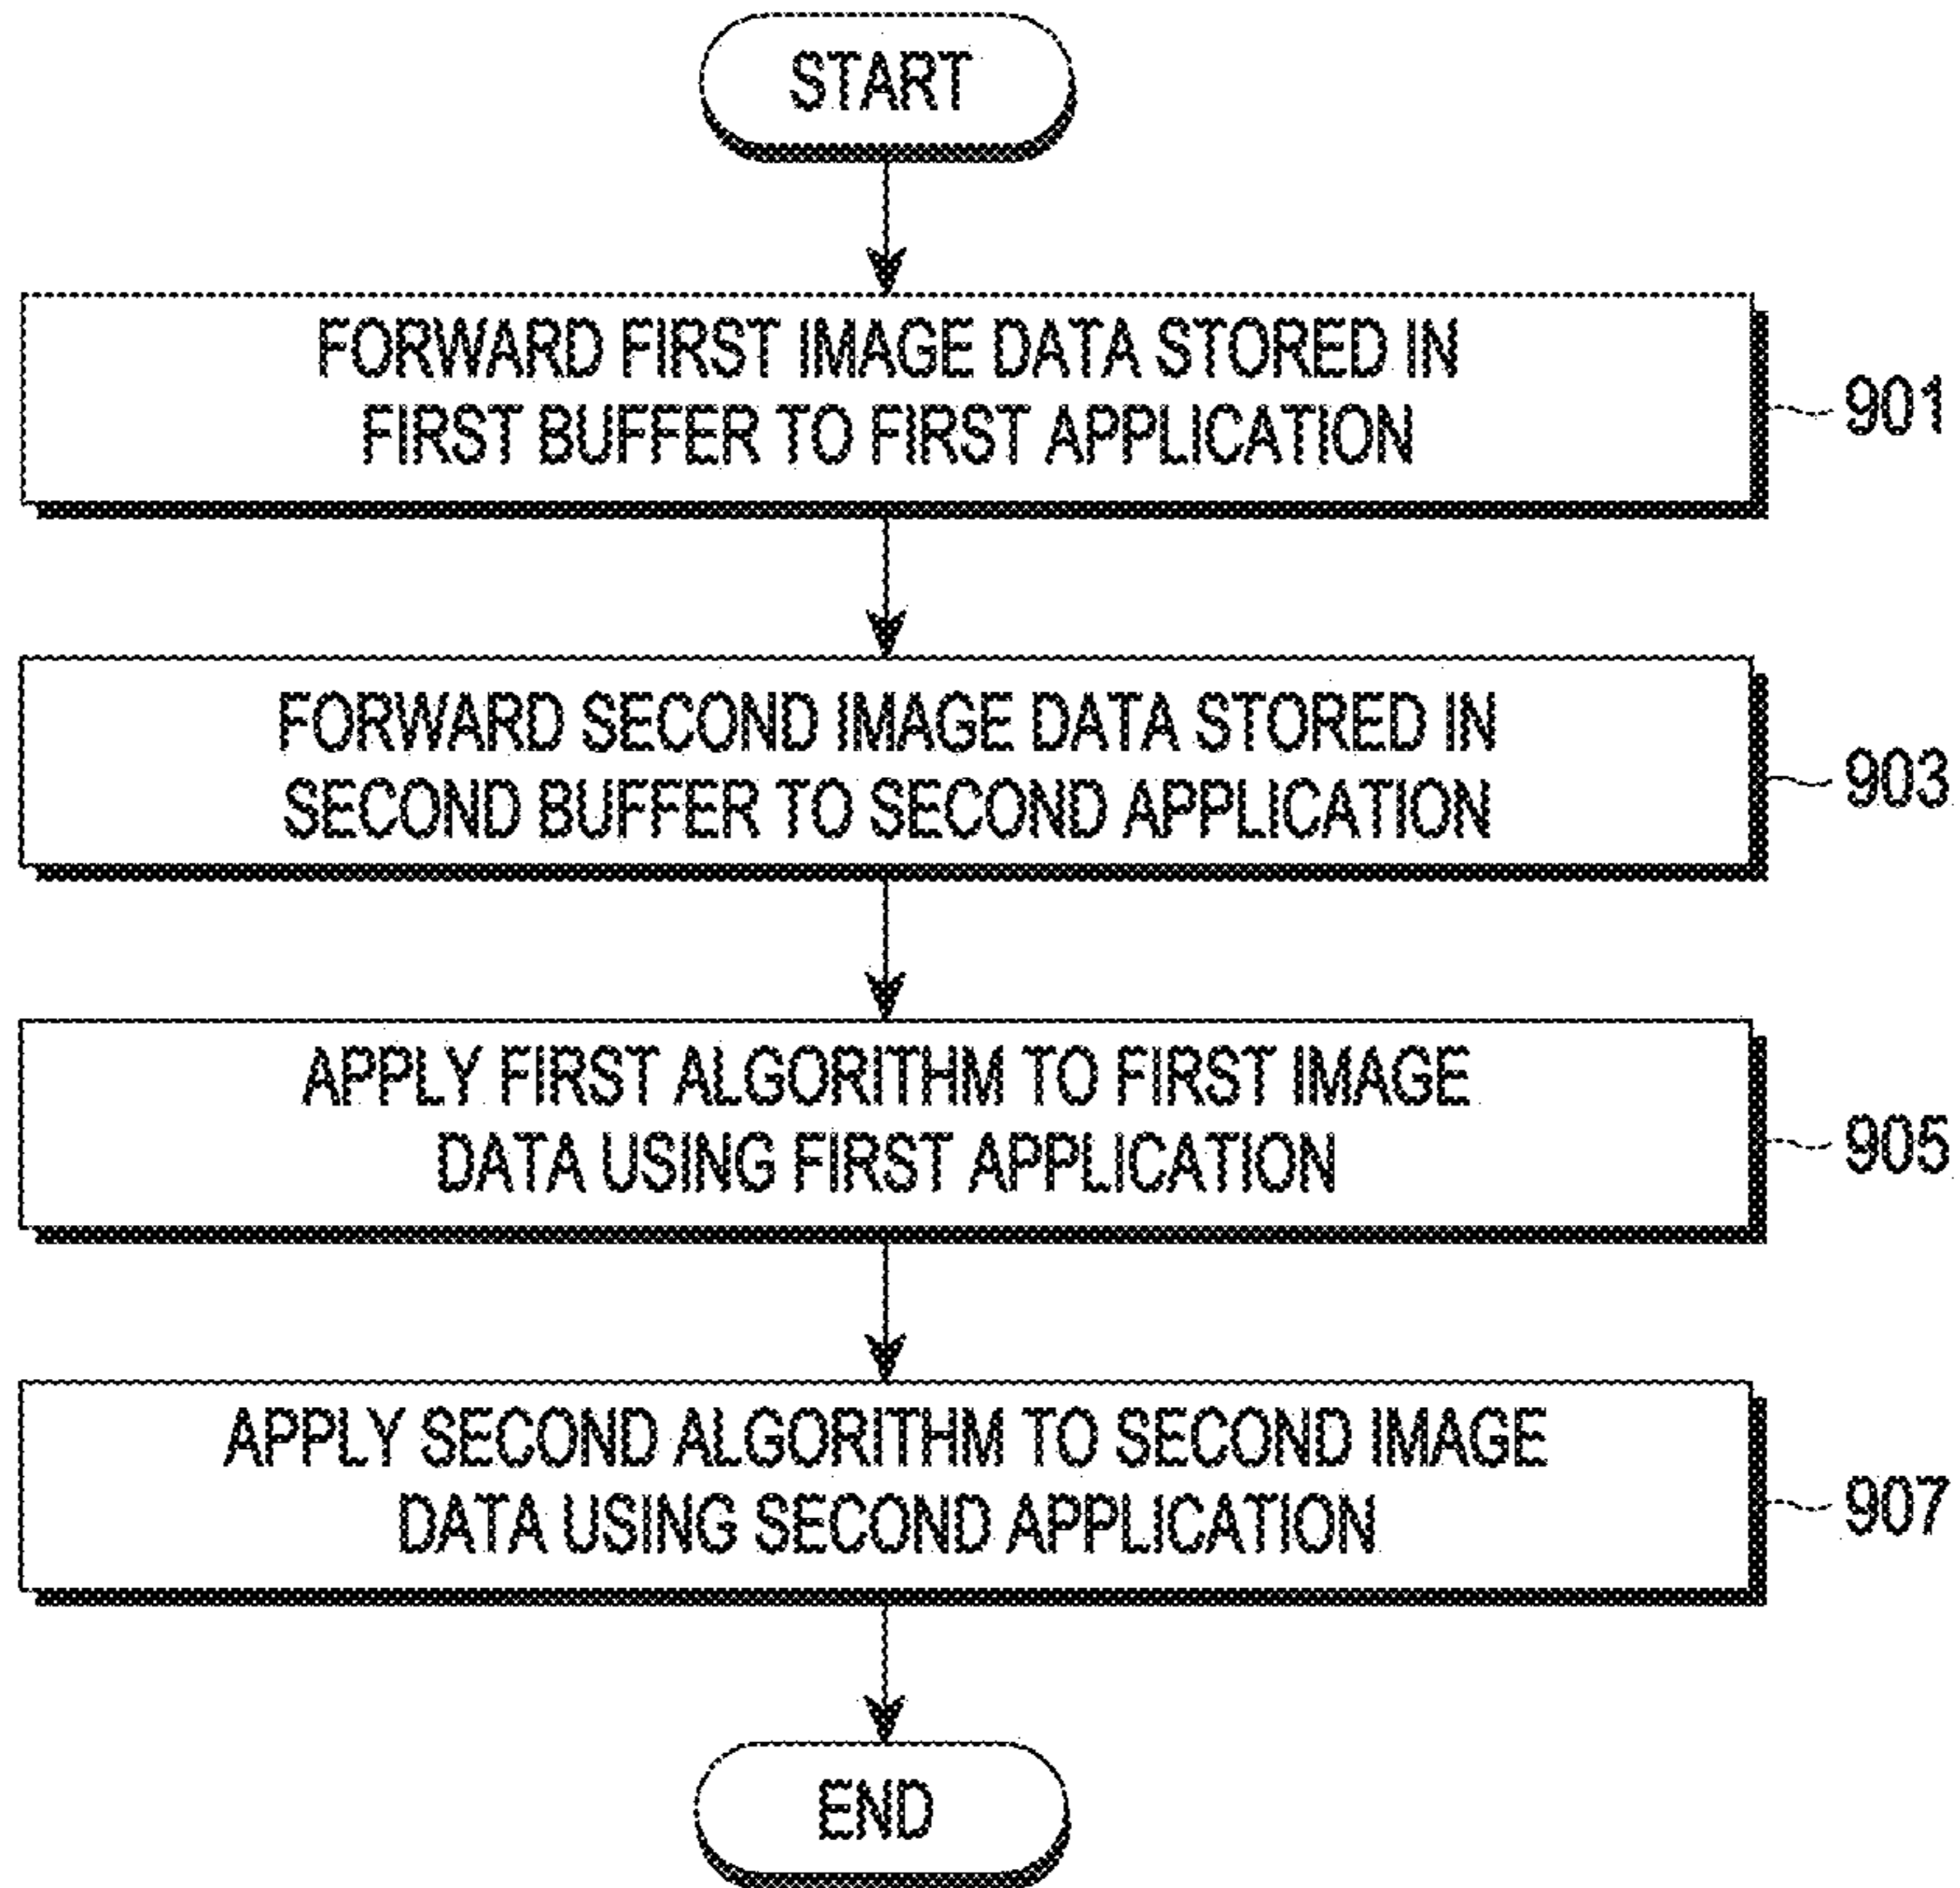 START
FORWARD FIRST IMAGE DATA STORED IN
FIRST BUFFER TO FIRST APPLICATION
901
FORWARD SECOND IMAGE DATA STORED IN
SECOND BUFFER TO SECOND APPLICATION
903
APPLY FIRST ALGORITHM TO FIRST IMAGE
DATA USING FIRST APPLICATION
905
APPLY SECOND ALGORITHM TO SECOND IMAGE
DATA USING SECOND APPLICATION
907
END